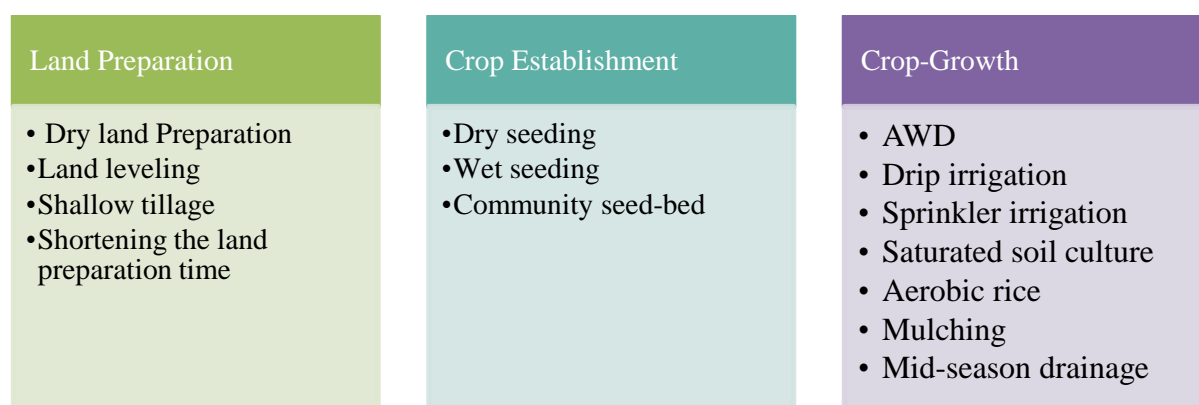 Land Preparation
• Dry land Preparation
•Land leveling
•Shallow tillage
•Shortening the land
preparation time
Crop Establishment
•Dry seeding
•Wet seeding
•Community seed-bed
Crop-Growth
• AWD
• Drip irrigation
• Sprinkler irrigation
• Saturated soil culture
• Aerobic rice
• Mulching
• Mid-season drainage